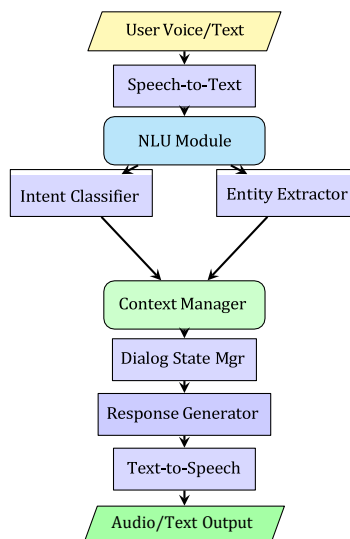 User Voice/Text
Speech-to-Text
NLU Module
Intent Classifier
Entity Extractor
Context Manager
Dialog State Mgr
Response Generator
Text-to-Speech
Audio/Text Output